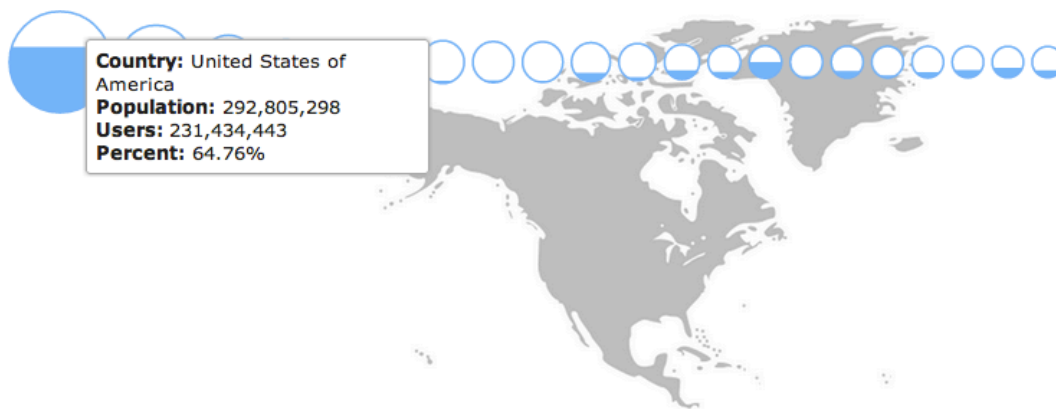 Country: United States of
America
Population: 292,805,298
Users: 231,434,443
Percent: 64.76%